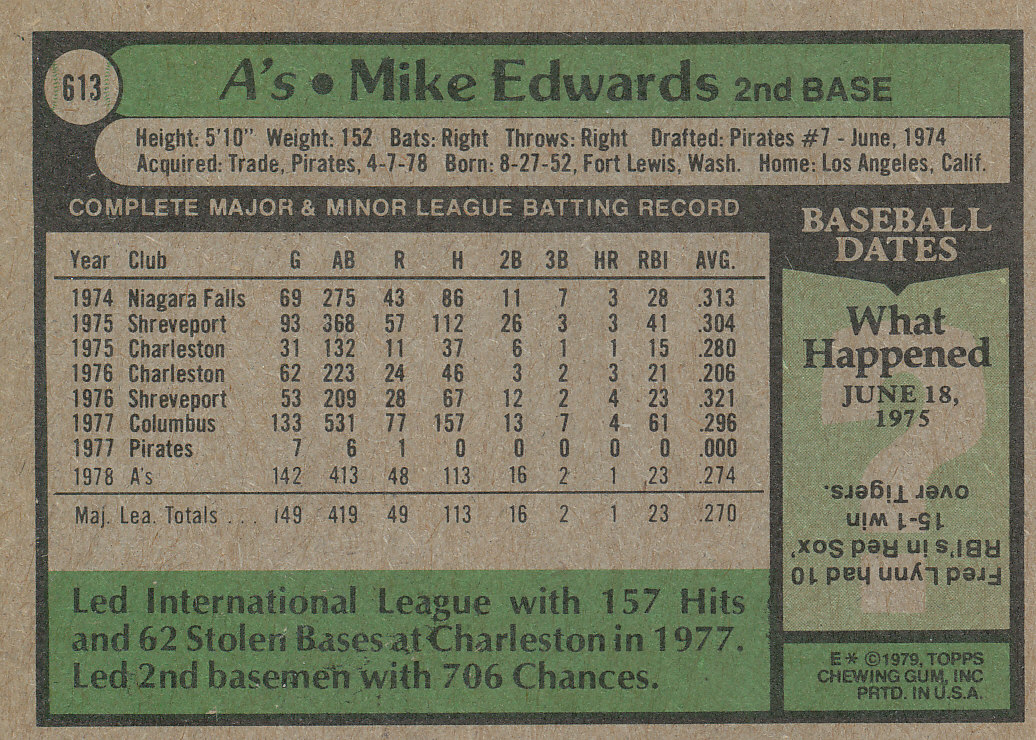 613
A's • Mike Edwards 2nd BASE
Height: 5'10" Weight: 152 Bats: Right Throws: Right Drafted: Pirates #7 - June, 1974
Acquired: Trade, Pirates, 4-7-78 Born: 8-27-52, Fort Lewis, Wash. Home: Los Angeles, Calif.
COMPLETE MAJOR & MINOR LEAGUE BATTING RECORD
Year Club G AB R H 2B 3B HR RBI AVG.
1974 Niagara Falls 69 275 43 86 11 7 3 28 .313
1975 Shreveport 93 368 57 112 26 3 3 41 .304
1975 Charleston 31 132 11 37 6 1 1 15 .280
1976 Charleston 62 223 24 46 3 2 3 21 .206
1976 Shreveport 53 209 28 67 12 2 4 23 .321
1977 Columbus 133 531 77 157 13 7 4 61 .296
1977 Pirates 7 6 1 0 0 0 0 0 .000
1978 A's 142 413 48 113 16 2 1 23 .274
Maj. Lea. Totals . . . 149 419 49 113 16 2 1 23 .270
Led International League with 157 Hits
and 62 Stolen Bases at Charleston in 1977.
Led 2nd basemen with 706 Chances.
BASEBALL
DATES
What
Happened
JUNE 18,
1975
?
Fred Lynn had 10
RBI's in Red Sox'
15-1 win
over Tigers.
E* ©1979, TOPPS
CHEWING GUM, INC
PRTD. IN U.S.A.